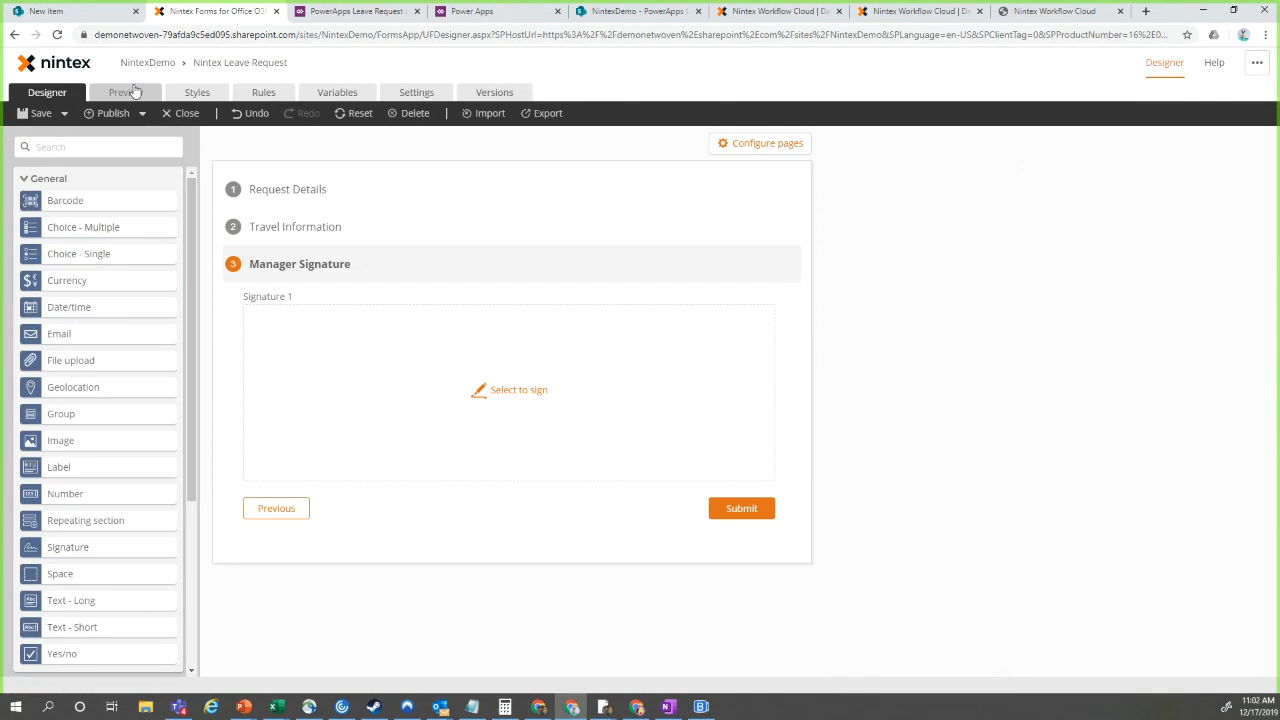 New item
Nintex Forms for Office O3
PowerApps Leave Request
Power Apps
NintexDemo - PowerApps L
Nintex Workflow Cloud | Da
Nintex Workflow Cloud | Da
Nintex Workflow Cloud
demonetwoven-79afda9c5ed095.sharepoint.com/sites/NintexDemo/FormsApp/UFDesigner.aspx?SPHostUrl=https%3A%2F%2Fdemonetwoven%2Esharepoint%2Ecom%2Fsites%2FNintexDemo&SPLanguage=en-US&SPClientTag=0&SPProductNumber=16%2E0...
nintex
NintexDemo > Nintex Leave Request
Designer
Help
Designer
Preview
Styles
Rules
Variables
Settings
Versions
Save
Publish
Close
Undo
Redo
Reset
Delete
Import
Export
Search
Configure pages
General
Barcode
Choice - Multiple
Choice - Single
Currency
Date/time
Email
File upload
Geolocation
Group
Image
Label
Number
Repeating section
Signature
Space
Text - Long
Text - Short
Yes/no
1 Request Details
2 Travel Information
3 Manager Signature
Signature 1
Select to sign
Previous
Submit
11:02 AM
12/17/2019